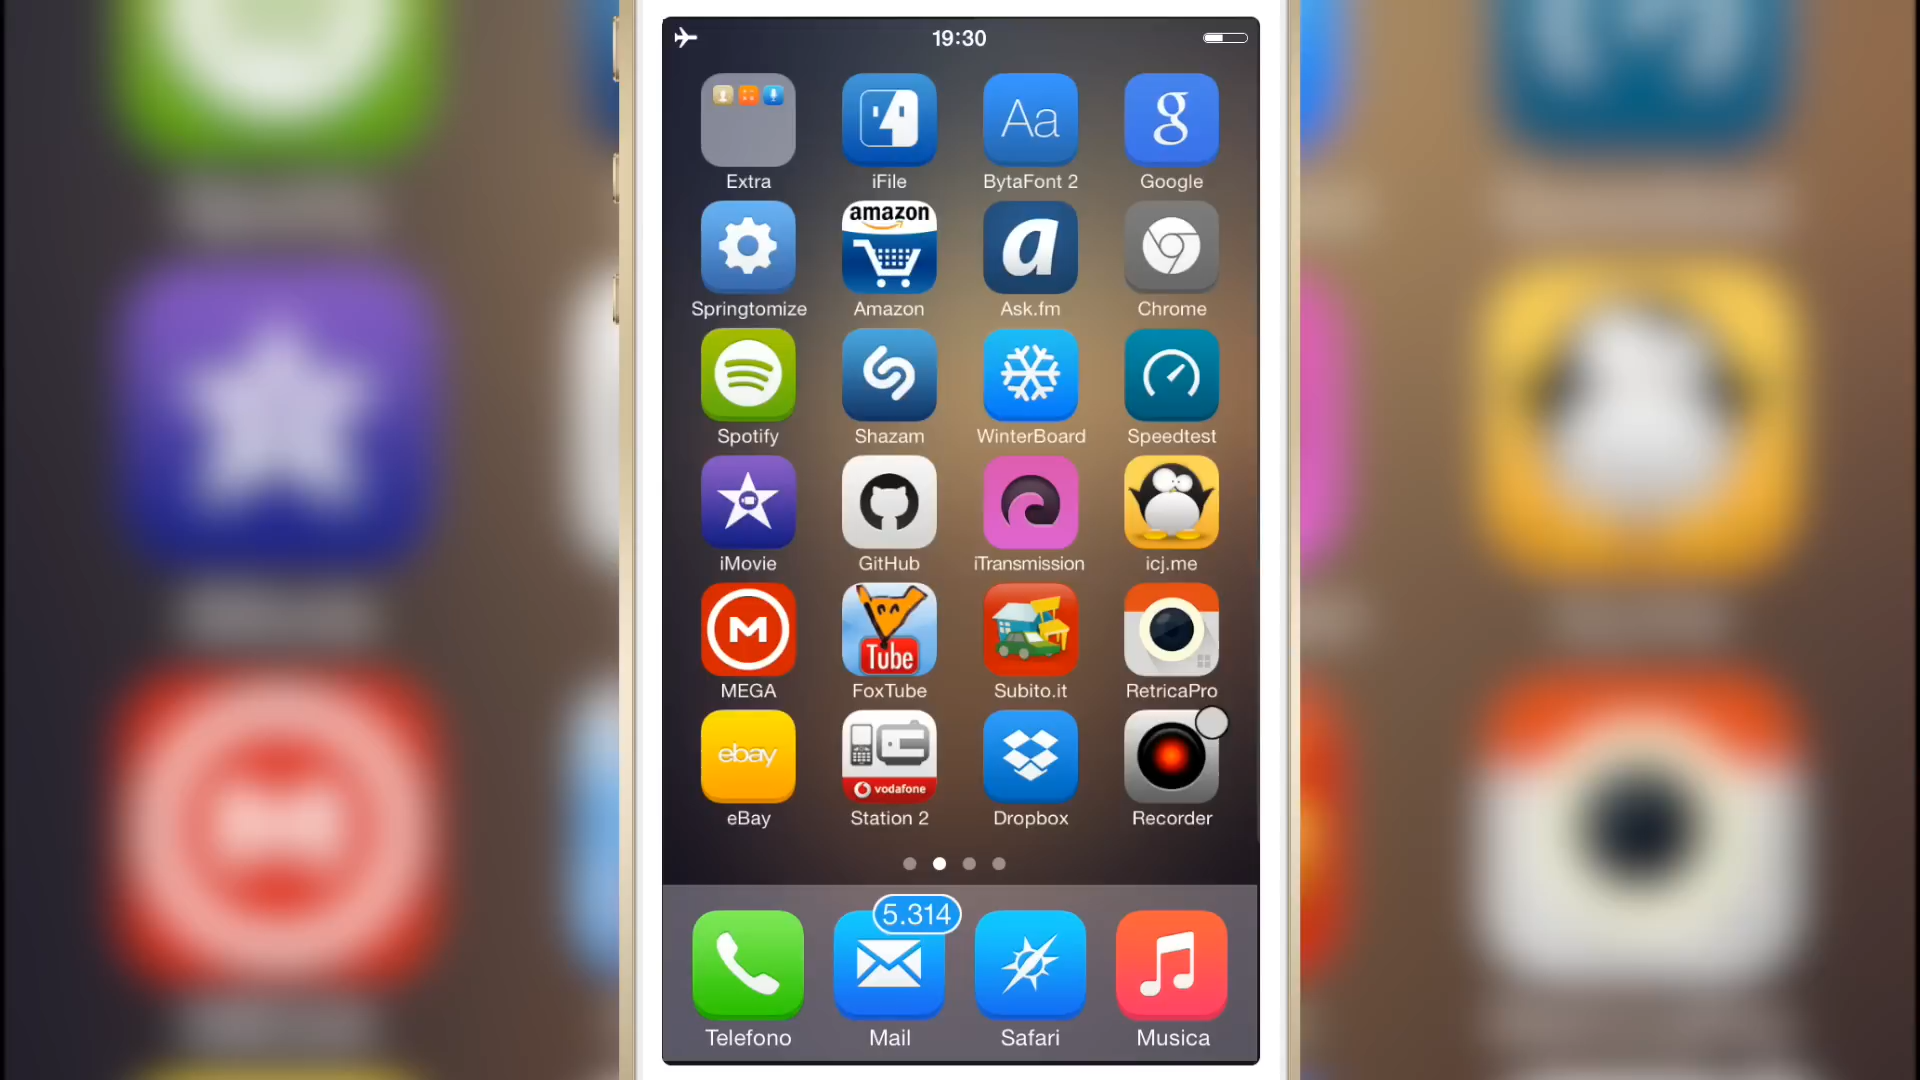 19:30
Extra iFile BytaFont 2 Google
Aa
g
amazon
a
Springtomize Amazon Ask.fm Chrome
Spotify Shazam WinterBoard Speedtest
iMovie GitHub iTransmission icj.me
M
Tube
MEGA FoxTube Subito.it RetricaPro
ebay
vodafone
eBay Station 2 Dropbox Recorder
5.314
Telefono Mail Safari Musica